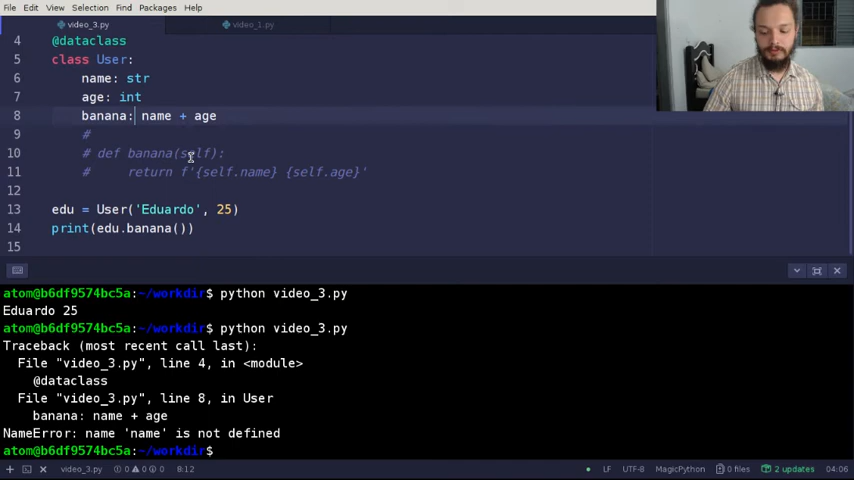 File Edit View Selection Find Packages Help
video_3.py video_1.py
4 @dataclass
5 class User:
6 name: str
7 age: int
8 banana: name + age
9 #
10 # def banana(self):
11 # return f'{self.name} {self.age}'
12
13 edu = User('Eduardo', 25)
14 print(edu.banana())
15
atom@b6df9574bc5a:~/workdir$ python video_3.py
Eduardo 25
atom@b6df9574bc5a:~/workdir$ python video_3.py
Traceback (most recent call last):
File "video_3.py", line 4, in <module>
@dataclass
File "video_3.py", line 8, in User
banana: name + age
NameError: name 'name' is not defined
atom@b6df9574bc5a:~/workdir$
video_3.py 0 0 0 8:12 LF UTF-8 MagicPython 0 files 2 updates 04:06